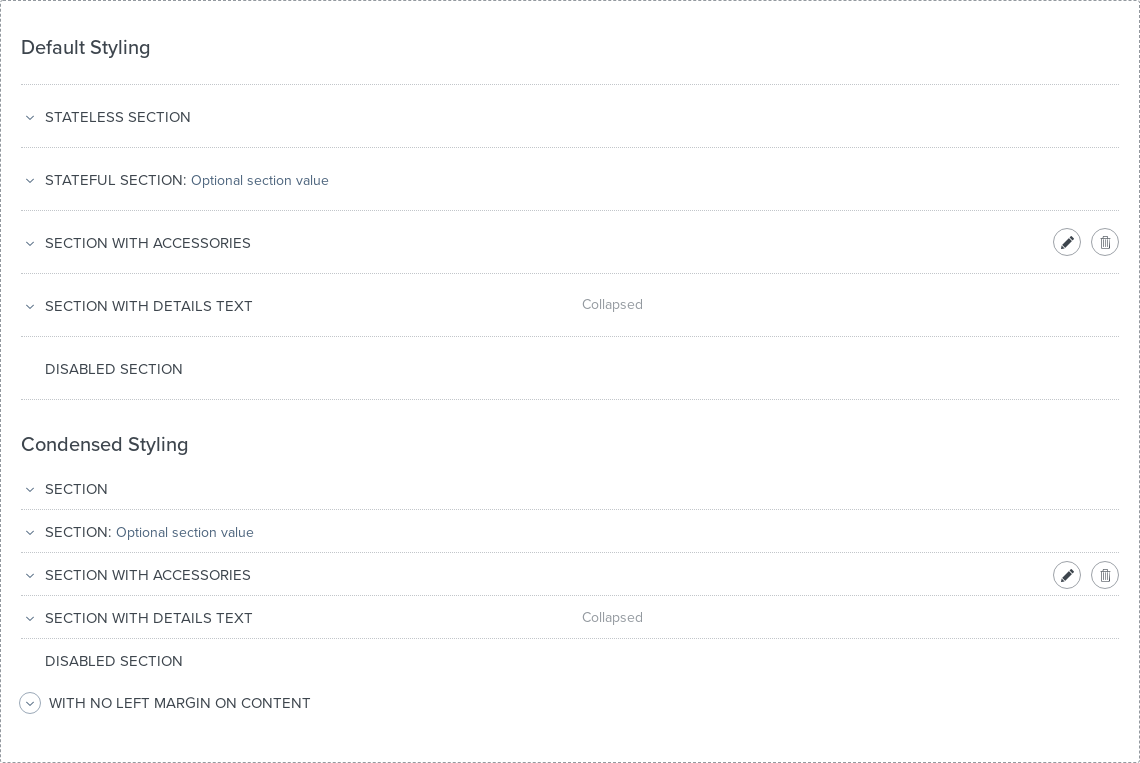 Default Styling
STATELESS SECTION
STATEFUL SECTION: Optional section value
SECTION WITH ACCESSORIES
SECTION WITH DETAILS TEXT Collapsed
DISABLED SECTION
Condensed Styling
SECTION
SECTION: Optional section value
SECTION WITH ACCESSORIES
SECTION WITH DETAILS TEXT Collapsed
DISABLED SECTION
WITH NO LEFT MARGIN ON CONTENT